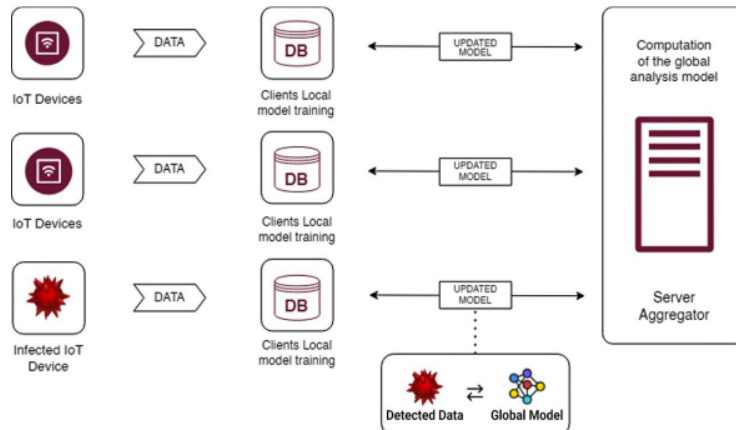 IoT Devices
DATA
DB
Clients Local
model training
UPDATED
MODEL
Computation
of the global
analysis model
IoT Devices
DATA
DB
Clients Local
model training
UPDATED
MODEL
Infected IoT
Device
DATA
DB
Clients Local
model training
UPDATED
MODEL
Server
Aggregator
Detected Data
Global Model